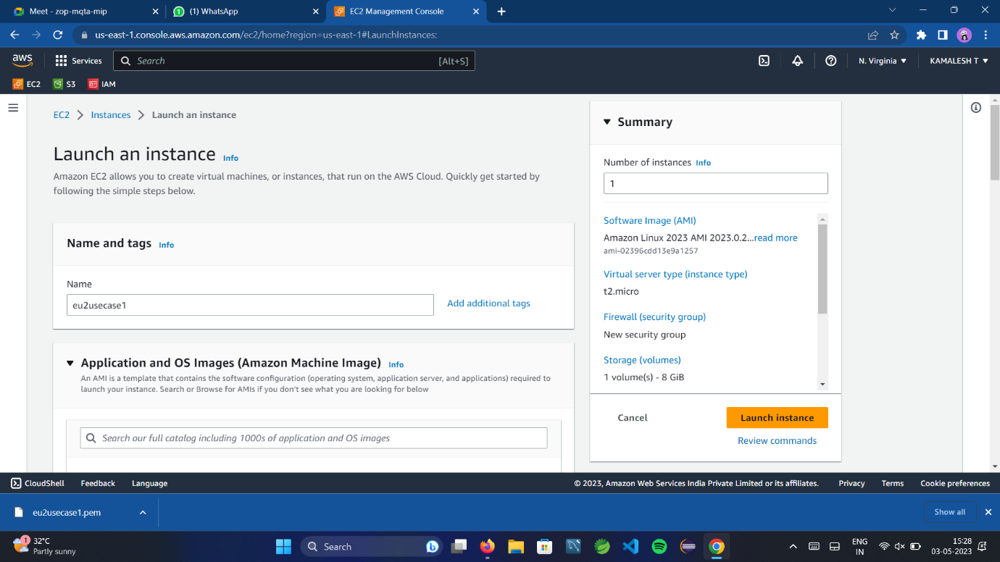 Meet - zop-mqta-mip
(1) WhatsApp
EC2 Management Console
us-east-1.console.aws.amazon.com/ec2/home?region=us-east-1#LaunchInstances:
aws
Services
Search
[Alt+S]
N. Virginia
KAMALESH T
EC2
S3
IAM
EC2
Instances
Launch an instance
Launch an instance Info
Amazon EC2 allows you to create virtual machines, or instances, that run on the AWS Cloud. Quickly get started by
following the simple steps below.
Name and tags Info
Name
eu2usecase1
Add additional tags
Application and OS Images (Amazon Machine Image) Info
An AMI is a template that contains the software configuration (operating system, application server, and applications) required to
launch your instance. Search or Browse for AMIs if you don't see what you are looking for below
Search our full catalog including 1000s of application and OS images
Summary
Number of instances Info
1
Software Image (AMI)
Amazon Linux 2023 AMI 2023.0.2...read more
ami-02396cdd13e9a1257
Virtual server type (instance type)
t2.micro
Firewall (security group)
New security group
Storage (volumes)
1 volume(s) - 8 GiB
Cancel
Launch instance
Review commands
CloudShell
Feedback
Language
© 2023, Amazon Web Services India Private Limited or its affiliates.
Privacy
Terms
Cookie preferences
eu2usecase1.pem
Show all
1
32°C
Partly sunny
Search
ENG
IN
15:28
03-05-2023